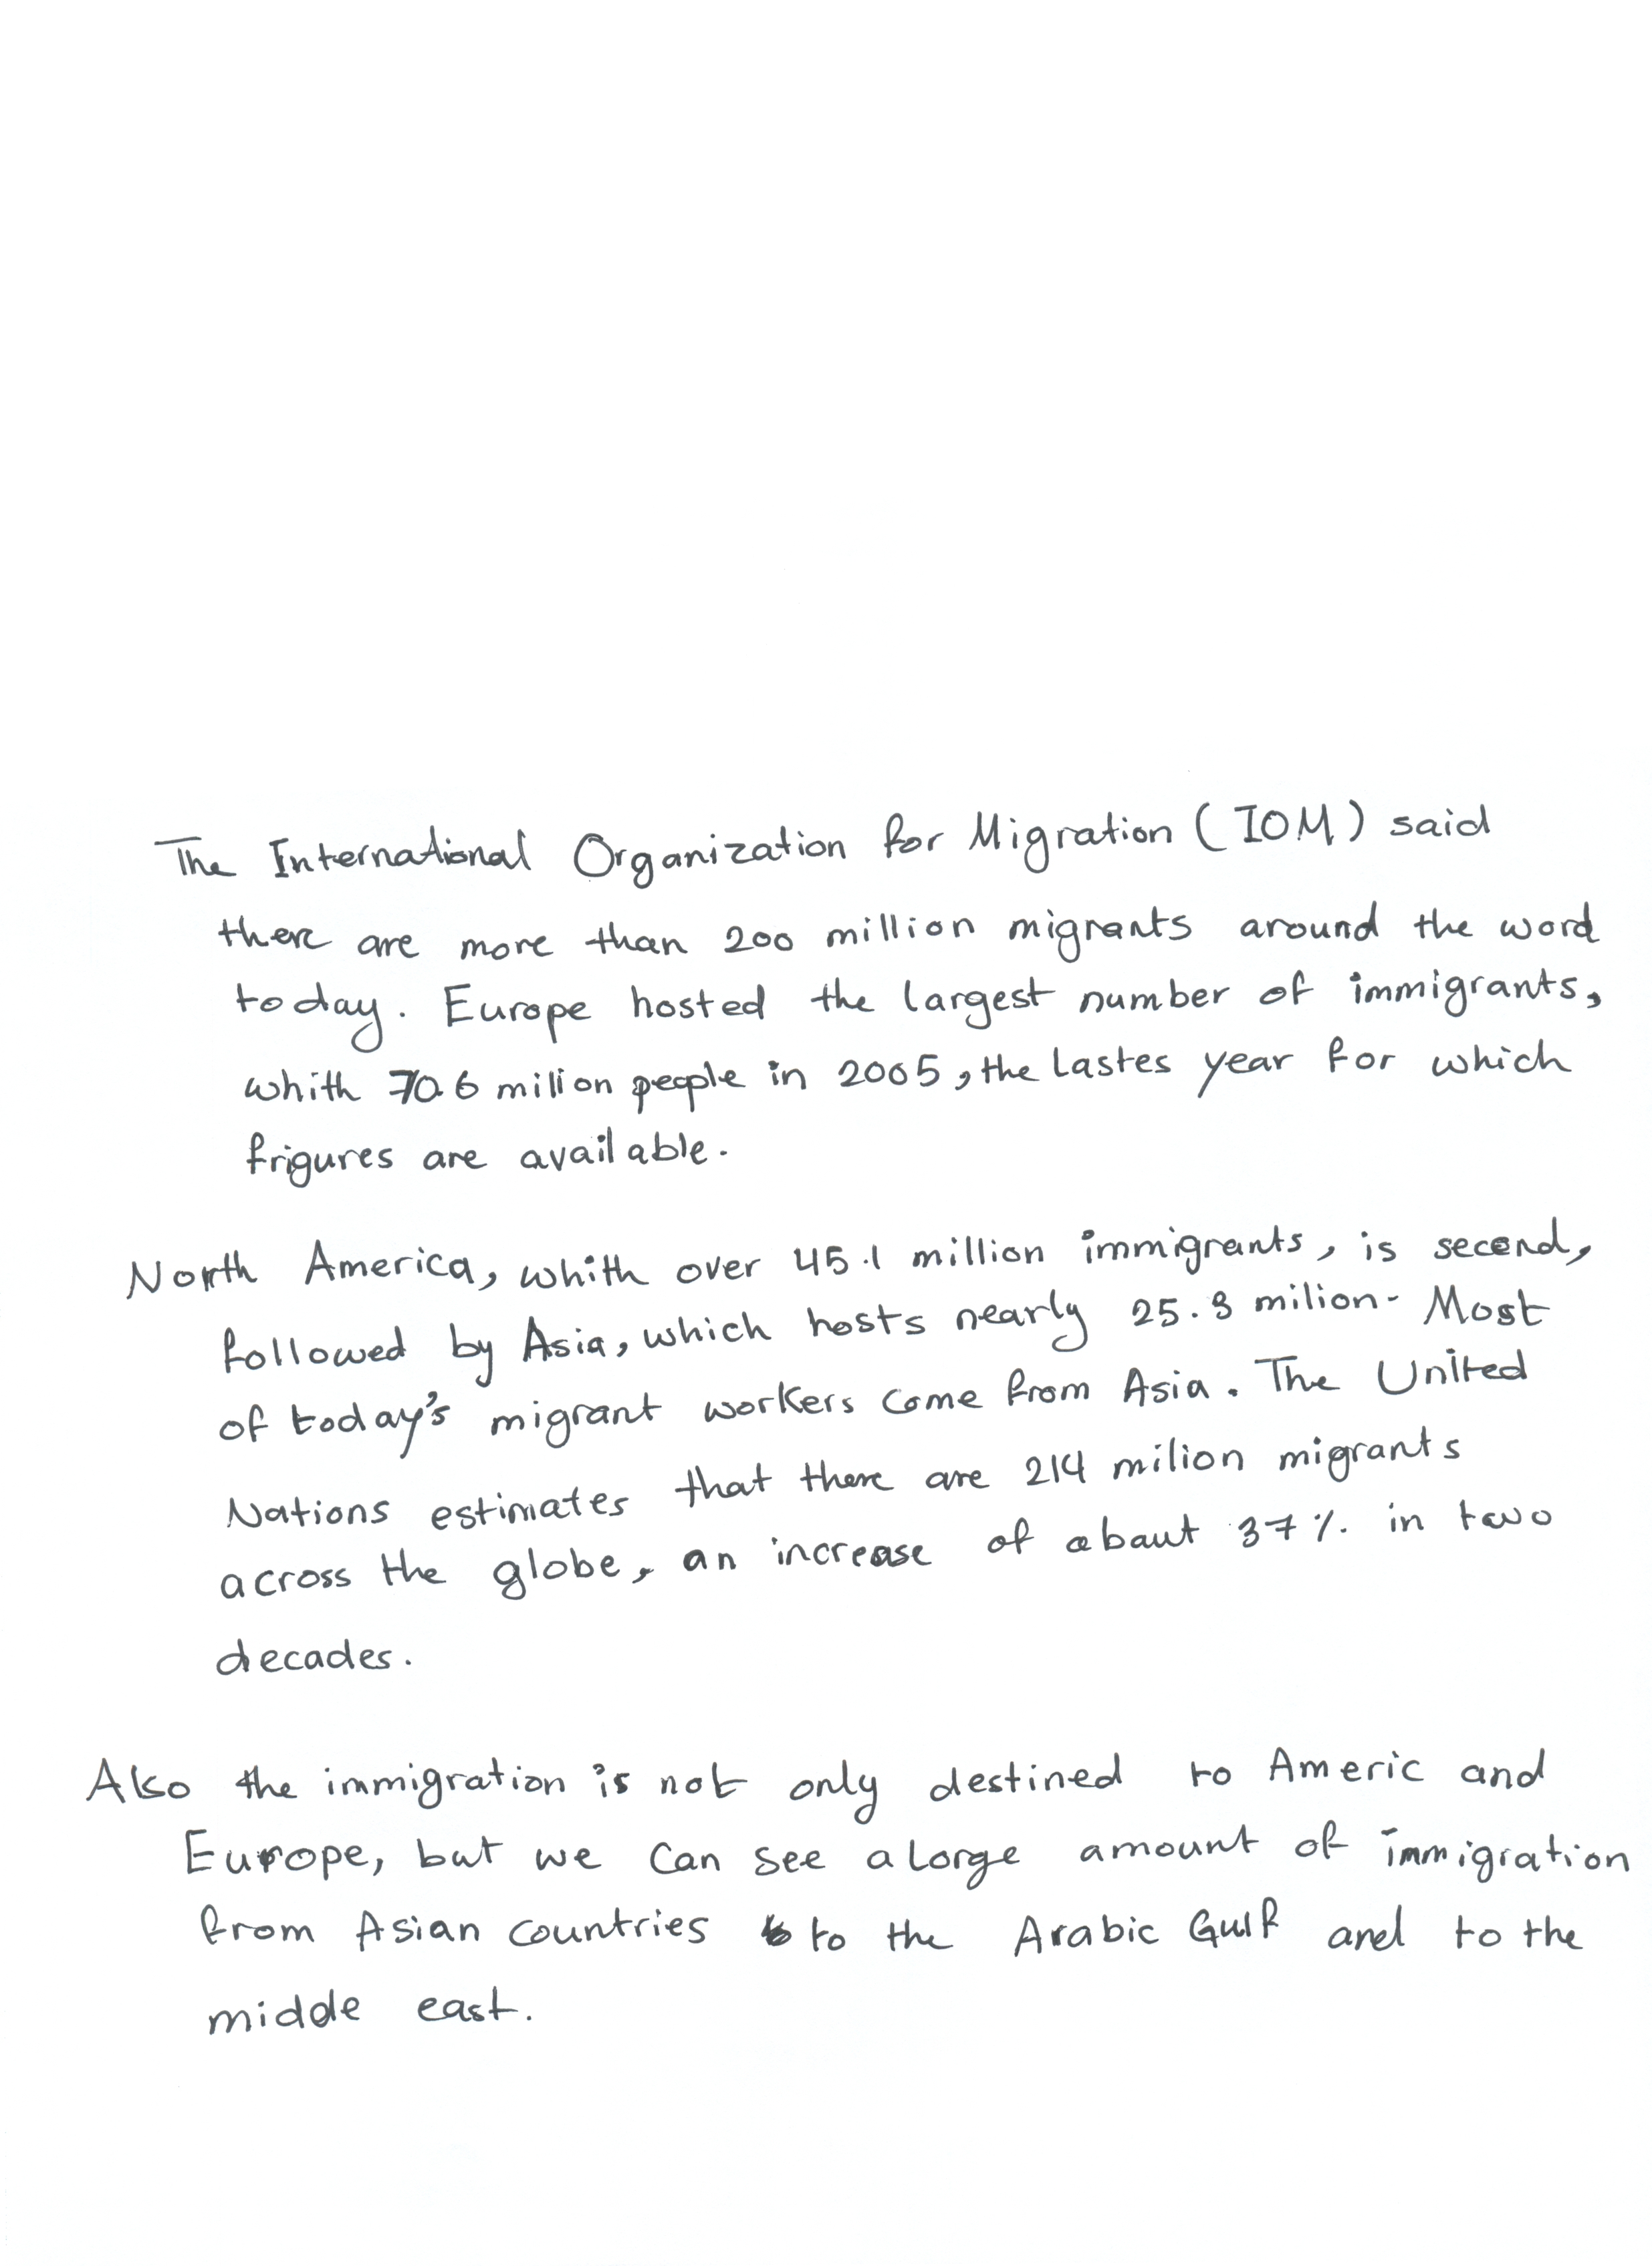 The International Organization for Migration (IOM) said
there are more than 200 million migrants around the word
today. Europe hosted the largest number of immigrants,
whith 70.6 milion people in 2005, the lastes year for which
frigures are available.
North America, whith over 45.1 million immigrants, is secend,
followed by Asia, which hosts nearly 25.3 milion. Most
of today's migrant workers come from Asia. The United
Nations estimates that there are 214 milion migrants
across the globe, an increase of abaut 37% in two
decades.
Also the immigration is not only destined to Americ and
Europe, but we can see a lorge amount of immigration
from Asian countries to the Arabic Gulf and to the
middle east.